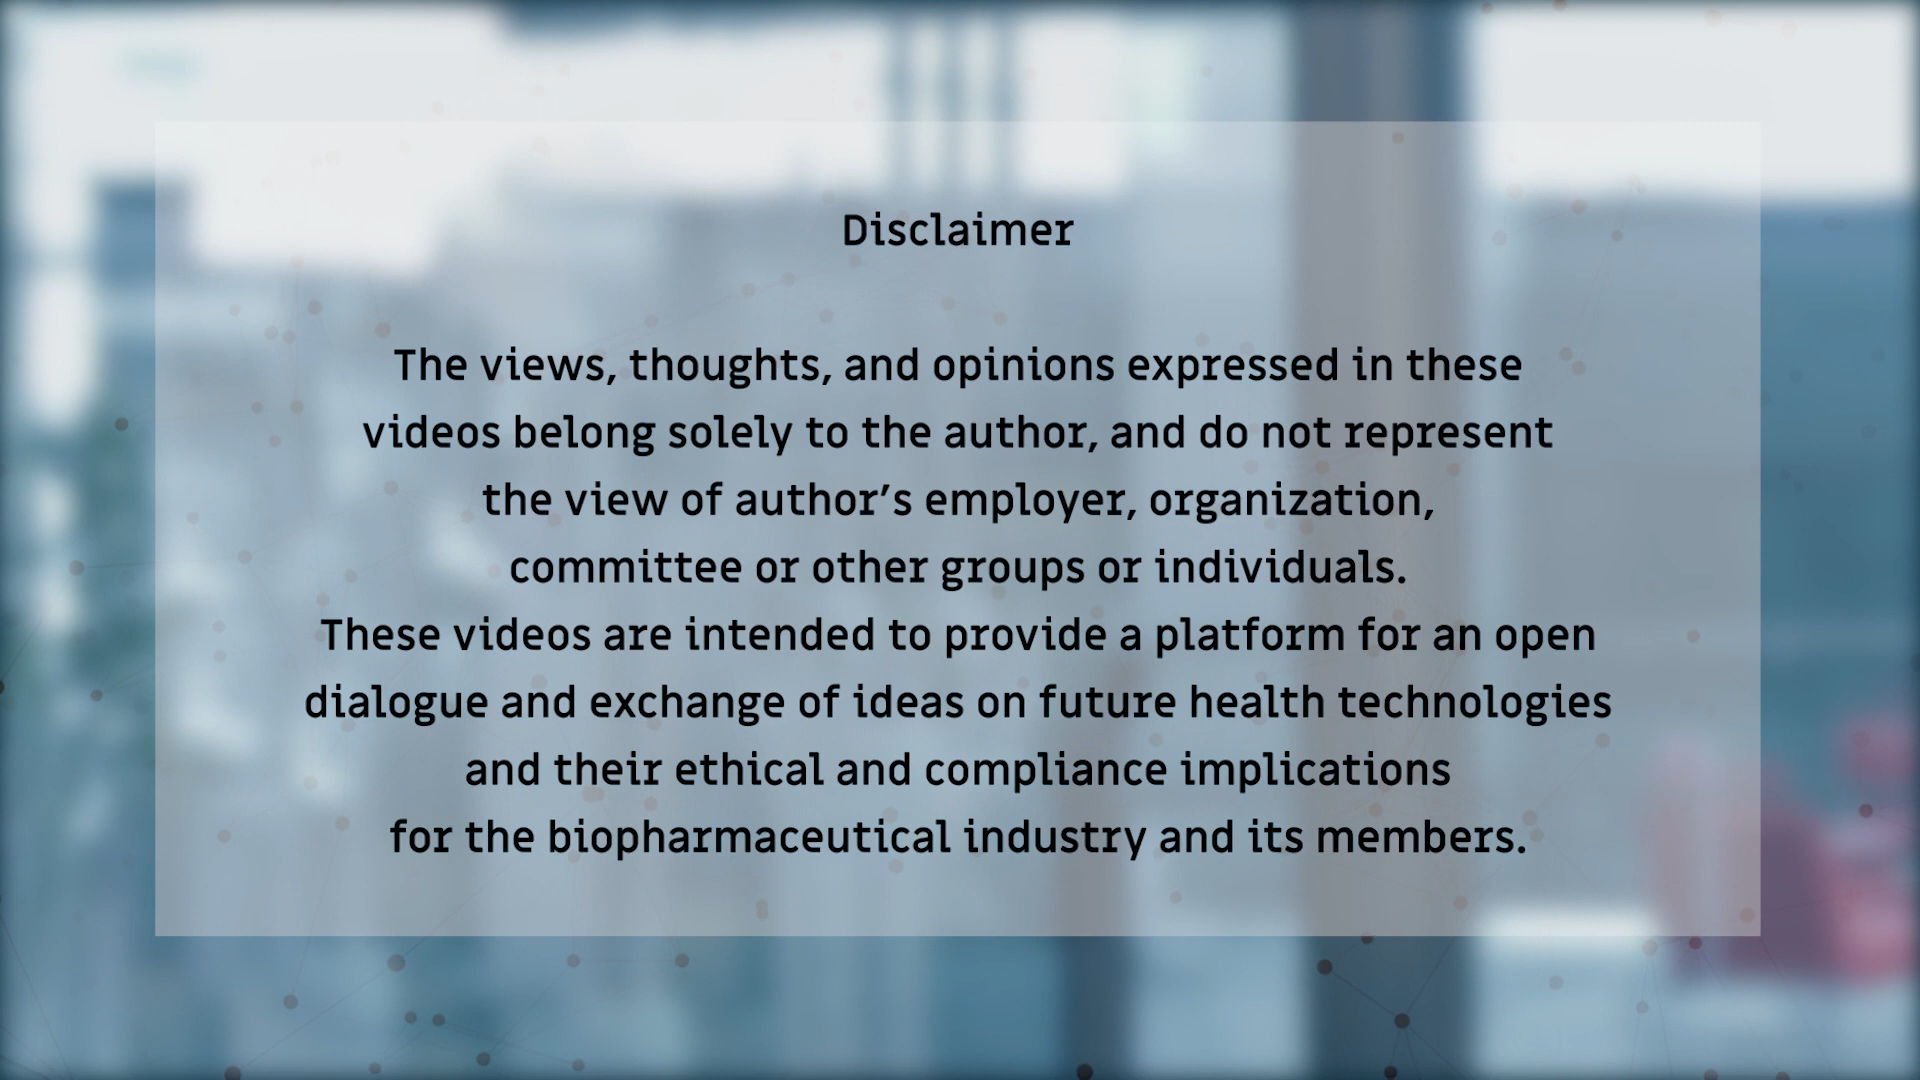 Disclaimer
The views, thoughts, and opinions expressed in these
videos belong solely to the author, and do not represent
the view of author’s employer, organization,
committee or other groups or individuals.
These videos are intended to provide a platform for an open
dialogue and exchange of ideas on future health technologies
and their ethical and compliance implications
for the biopharmaceutical industry and its members.